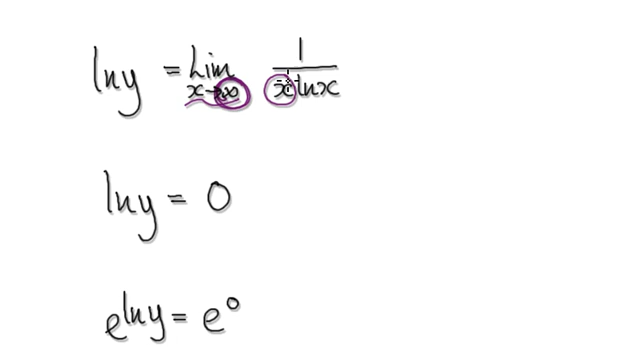 ln y = Lim x→∞ 1/(x ln x)
ln y = 0
e^(ln y) = e^0